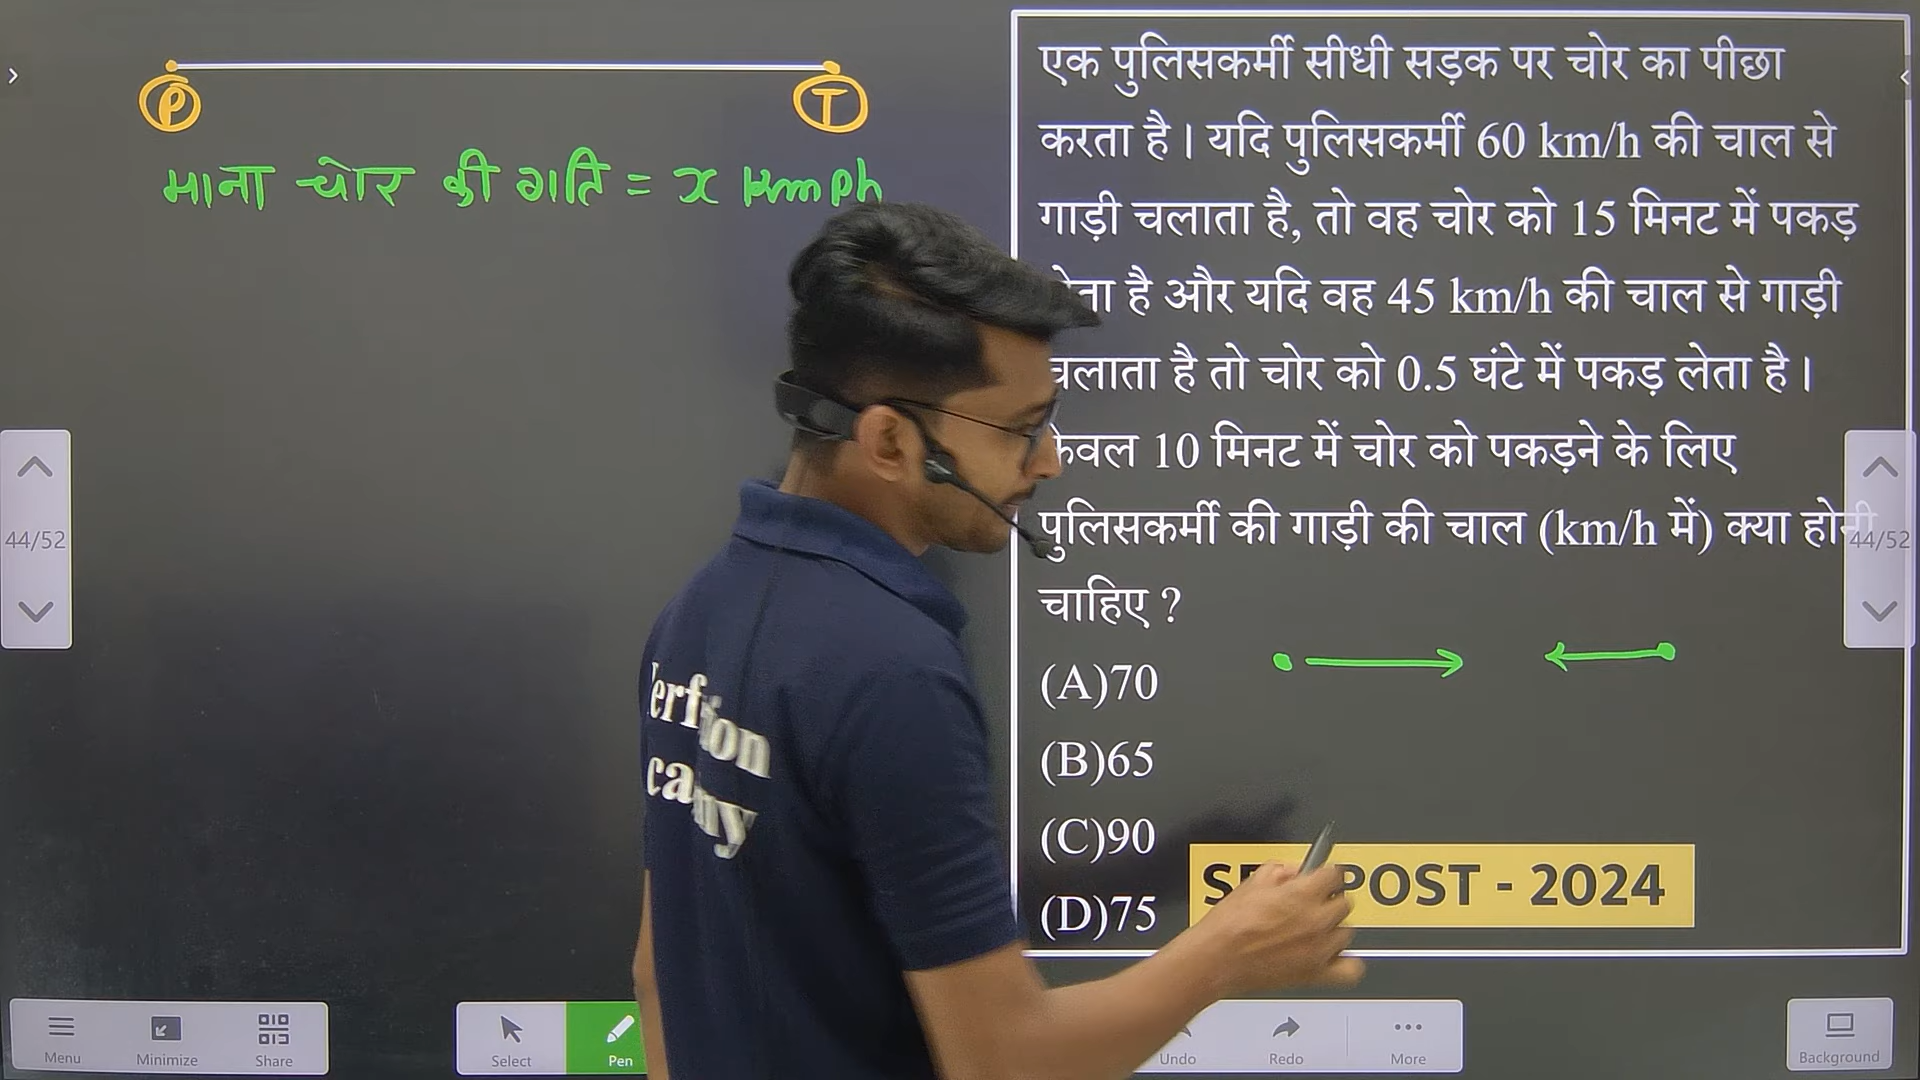 P
T
माना चोर की गति = x kmph
एक पुलिसकर्मी सीधी सड़क पर चोर का पीछा
करता है। यदि पुलिसकर्मी 60 km/h की चाल से
गाड़ी चलाता है, तो वह चोर को 15 मिनट में पकड़
है और यदि वह 45 km/h की चाल से गाड़ी
है तो चोर को 0.5 घंटे में पकड़ लेता है।
10 मिनट में चोर को पकड़ने के लिए
पुलिसकर्मी की गाड़ी की चाल (km/h में) क्या
चाहिए ?
(A)70
(B)65
(C)90
(D)75
POST - 2024
44/52
44/52
Menu
Minimize
Share
Select
Pen
Undo
Redo
More
Background